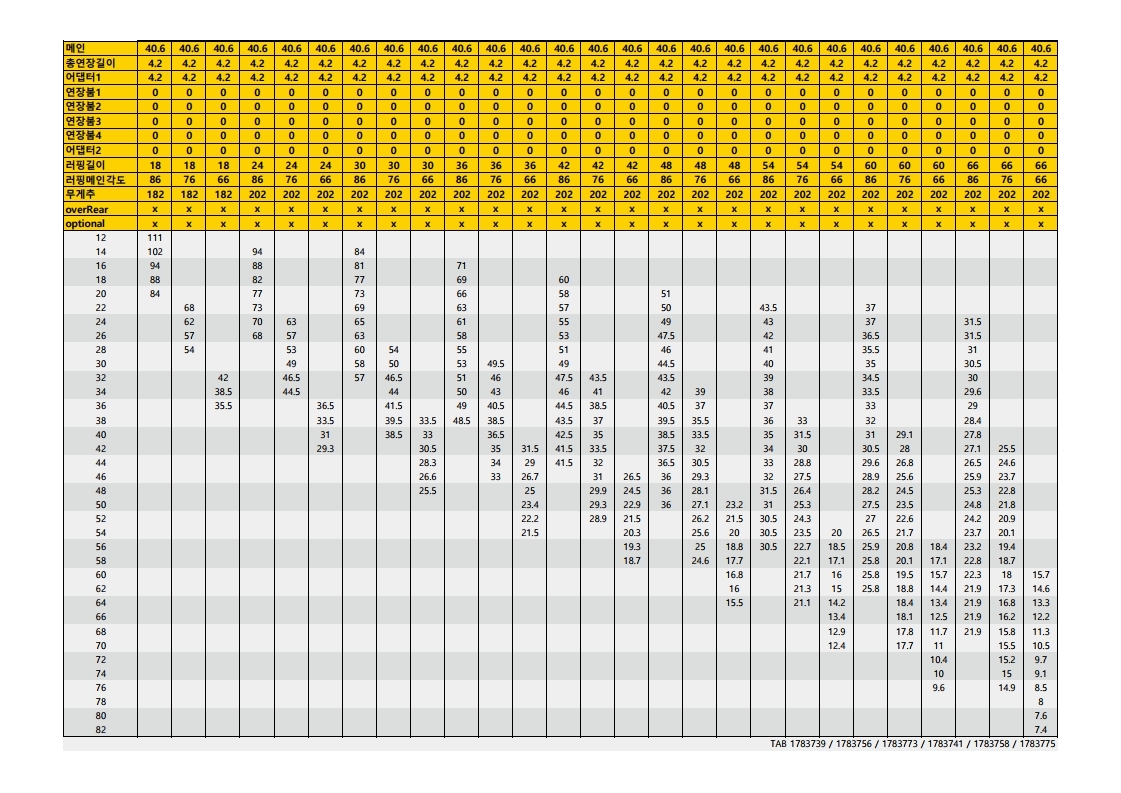 메인 40.6 40.6 40.6 40.6 40.6 40.6 40.6 40.6 40.6 40.6 40.6 40.6 40.6 40.6 40.6 40.6 40.6 40.6 40.6 40.6 40.6 40.6 40.6 40.6 40.6 40.6 40.6
총연장길이 4.2 4.2 4.2 4.2 4.2 4.2 4.2 4.2 4.2 4.2 4.2 4.2 4.2 4.2 4.2 4.2 4.2 4.2 4.2 4.2 4.2 4.2 4.2 4.2 4.2 4.2 4.2
어댑터1 4.2 4.2 4.2 4.2 4.2 4.2 4.2 4.2 4.2 4.2 4.2 4.2 4.2 4.2 4.2 4.2 4.2 4.2 4.2 4.2 4.2 4.2 4.2 4.2 4.2 4.2 4.2
연장붐1 0 0 0 0 0 0 0 0 0 0 0 0 0 0 0 0 0 0 0 0 0 0 0 0 0 0 0
연장붐2 0 0 0 0 0 0 0 0 0 0 0 0 0 0 0 0 0 0 0 0 0 0 0 0 0 0 0
연장붐3 0 0 0 0 0 0 0 0 0 0 0 0 0 0 0 0 0 0 0 0 0 0 0 0 0 0 0
연장붐4 0 0 0 0 0 0 0 0 0 0 0 0 0 0 0 0 0 0 0 0 0 0 0 0 0 0 0
어댑터2 0 0 0 0 0 0 0 0 0 0 0 0 0 0 0 0 0 0 0 0 0 0 0 0 0 0 0
러핑길이 18 18 18 24 24 24 30 30 30 36 36 36 42 42 42 48 48 48 54 54 54 60 60 60 66 66 66
러핑메인각도 86 76 66 86 76 66 86 76 66 86 76 66 86 76 66 86 76 66 86 76 66 86 76 66 86 76 66
무게추 182 182 182 202 202 202 202 202 202 202 202 202 202 202 202 202 202 202 202 202 202 202 202 202 202 202 202
overRear x x x x x x x x x x x x x x x x x x x x x x x x x x x
optional x x x x x x x x x x x x x x x x x x x x x x x x x x x
12 111
14 102 94 84
16 94 88 81 71
18 88 82 77 69 60
20 84 77 73 66 58 51
22 68 73 69 63 57 50 43.5 37
24 62 70 63 65 61 55 49 43 37 31.5
26 57 68 57 63 58 53 47.5 42 36.5 31.5
28 54 53 60 54 55 51 46 41 35.5 31
30 49 58 50 53 49.5 49 44.5 40 35 30.5
32 42 46.5 57 46.5 51 46 47.5 43.5 43.5 39 34.5 30
34 38.5 44.5 44 50 43 46 41 42 39 38 33.5 29.6
36 35.5 36.5 41.5 49 40.5 44.5 38.5 40.5 37 37 33 29
38 33.5 39.5 33.5 48.5 38.5 43.5 37 39.5 35.5 36 33 32 28.4
40 31 38.5 33 36.5 42.5 35 38.5 33.5 35 31.5 31 29.1 27.8
42 29.3 30.5 35 31.5 41.5 33.5 37.5 32 34 30 30.5 28 27.1 25.5
44 28.3 34 29 41.5 32 36.5 30.5 33 28.8 29.6 26.8 26.5 24.6
46 26.6 33 26.7 31 26.5 36 29.3 32 27.5 28.9 25.6 25.9 23.7
48 25.5 25 29.9 24.5 36 28.1 31.5 26.4 28.2 24.5 25.3 22.8
50 23.4 29.3 22.9 36 27.1 23.2 31 25.3 27.5 23.5 24.8 21.8
52 22.2 28.9 21.5 26.2 21.5 30.5 24.3 27 22.6 24.2 20.9
54 21.5 20.3 25.6 20 30.5 23.5 20 26.5 21.7 23.7 20.1
56 19.3 25 18.8 30.5 22.7 18.5 25.9 20.8 18.4 23.2 19.4
58 18.7 24.6 17.7 22.1 17.1 25.8 20.1 17.1 22.8 18.7
60 16.8 21.7 16 25.8 19.5 15.7 22.3 18 15.7
62 16 21.3 15 25.8 18.8 14.4 21.9 17.3 14.6
64 15.5 21.1 14.2 18.4 13.4 21.9 16.8 13.3
66 13.4 18.1 12.5 21.9 16.2 12.2
68 12.9 17.8 11.7 21.9 15.8 11.3
70 12.4 17.7 11 15.5 10.5
72 10.4 15.2 9.7
74 10 15 9.1
76 9.6 14.9 8.5
78 8
80 7.6
82 7.4
TAB 1783739 / 1783756 / 1783773 / 1783741 / 1783758 / 1783775